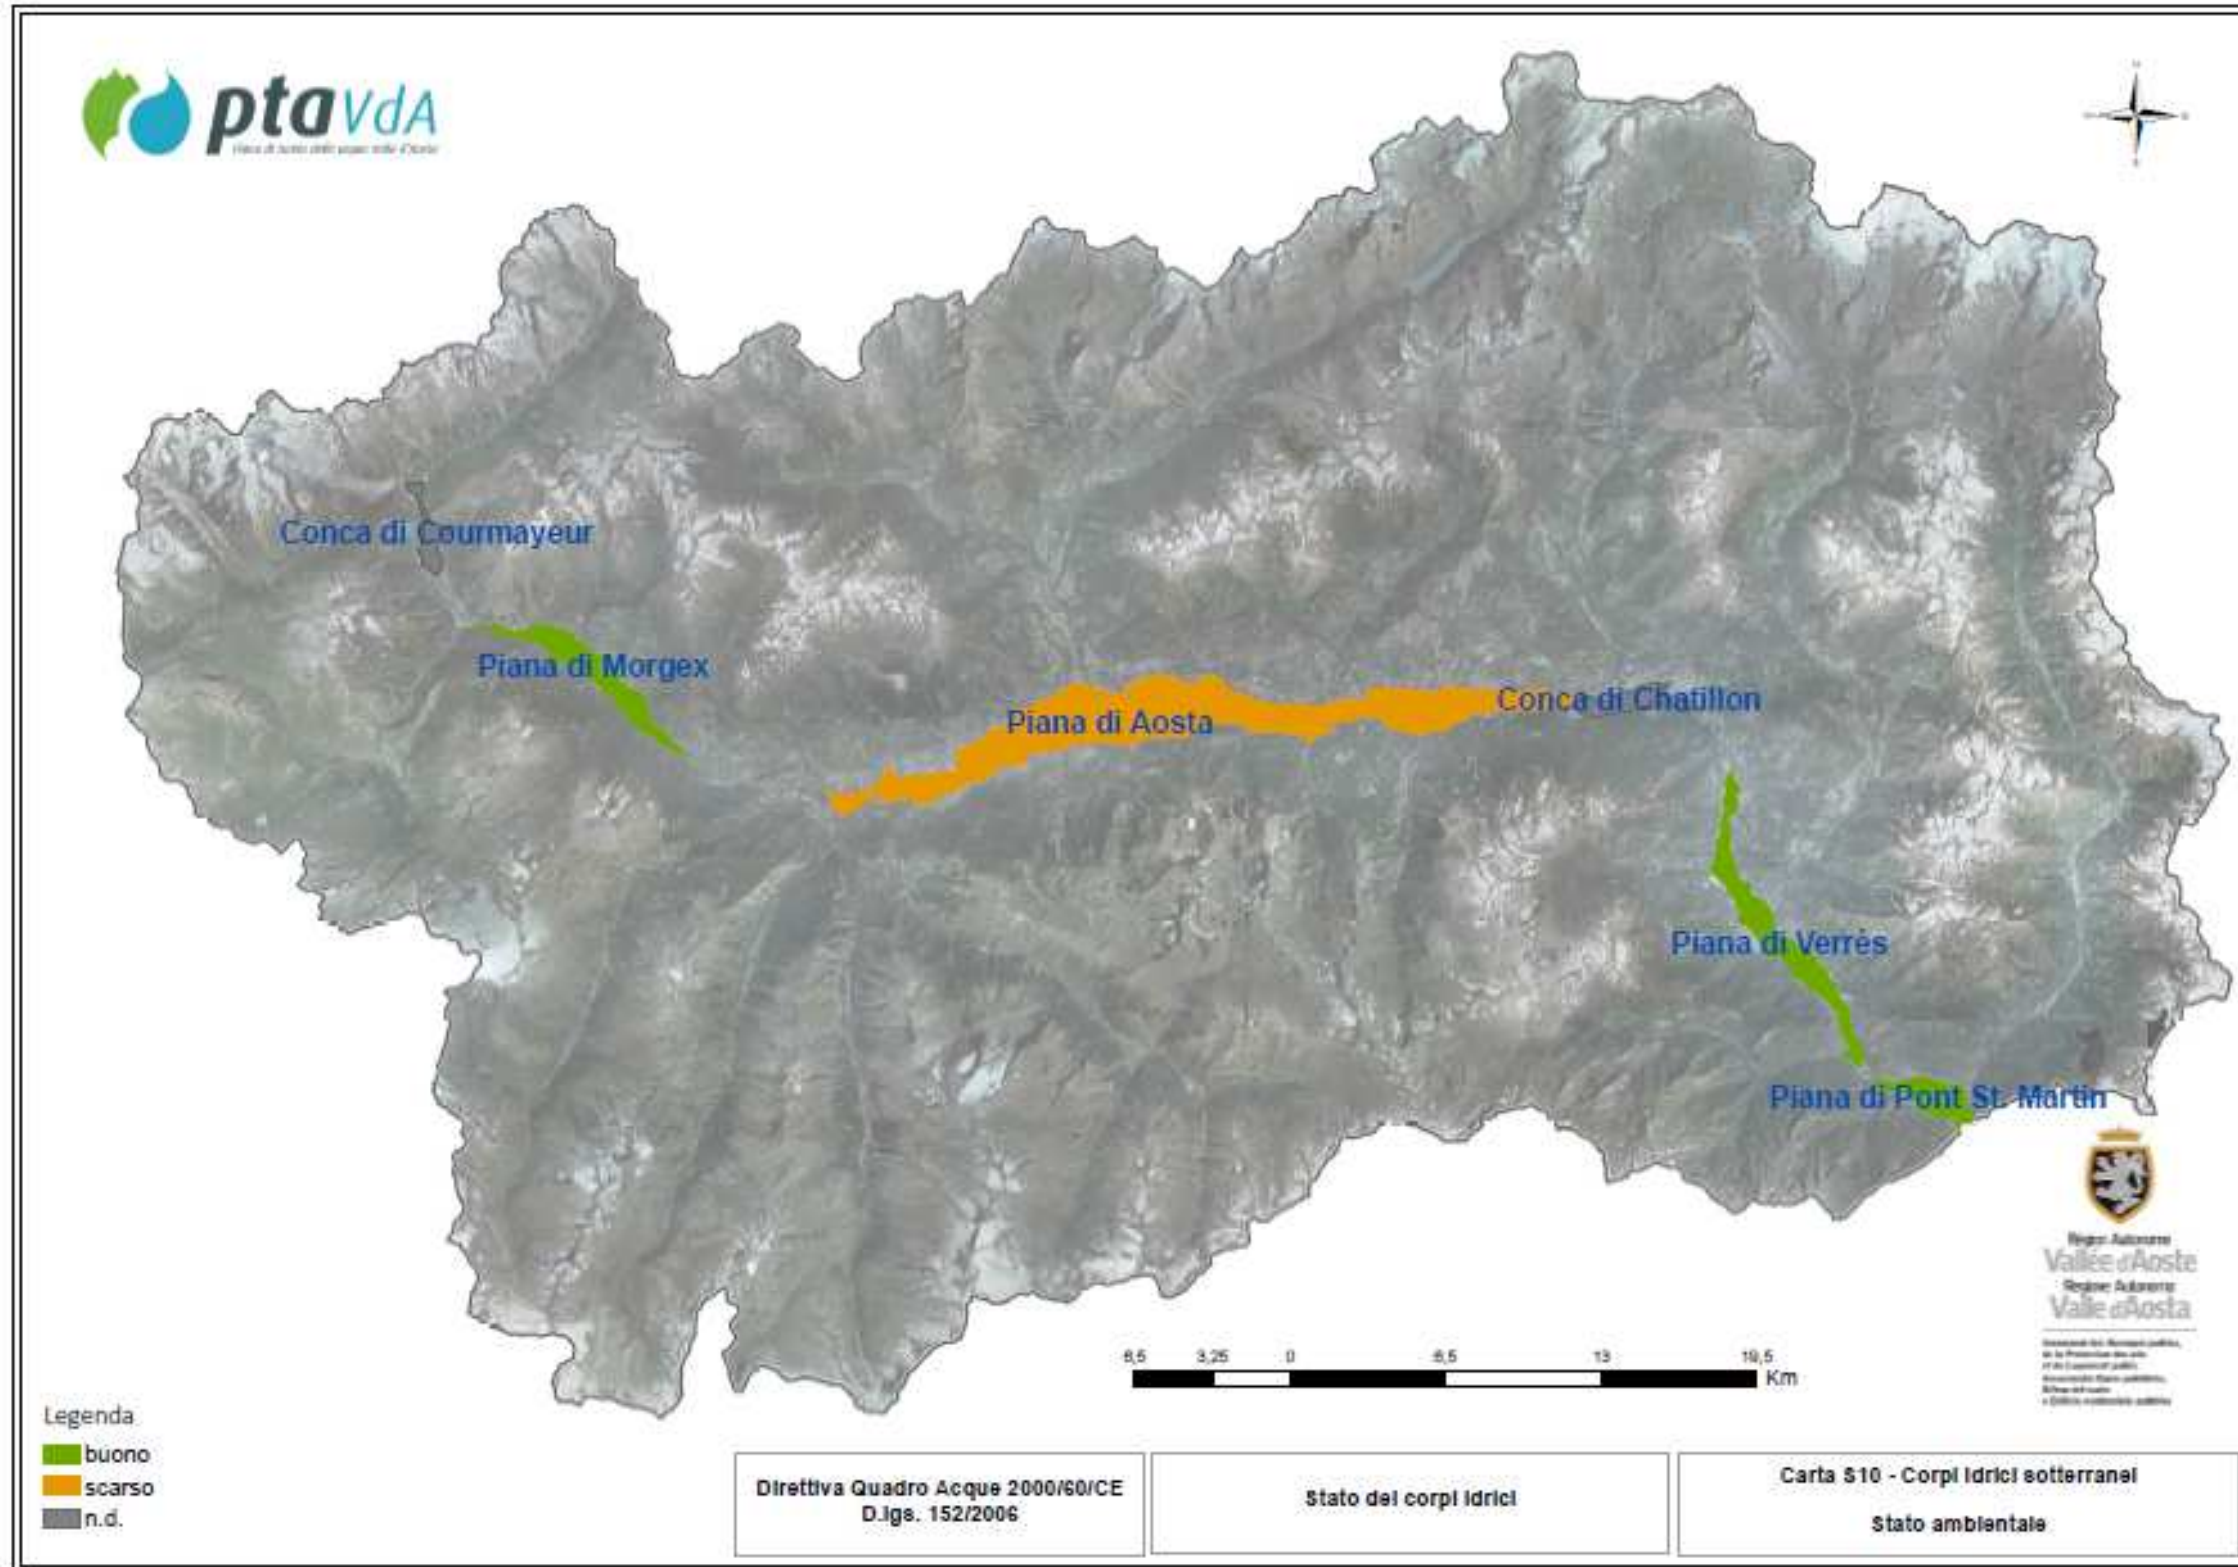 ptaVdA
Conca di Courmayeur
Piana di Morgex
Piana di Aosta
Conca di Chatillon
Piana di Verrès
Piana di Pont St. Martin
Région Autonome
Vallée d'Aoste
Regione Autonoma
Valle d'Aosta
6,5 3,25 0 6,5 13 19,5
Km
Legenda
buono
scarso
n.d.
Direttiva Quadro Acque 2000/60/CE
D.lgs. 152/2006
Stato dei corpi idrici
Carta S10 - Corpi idrici sotterranei
Stato ambientale